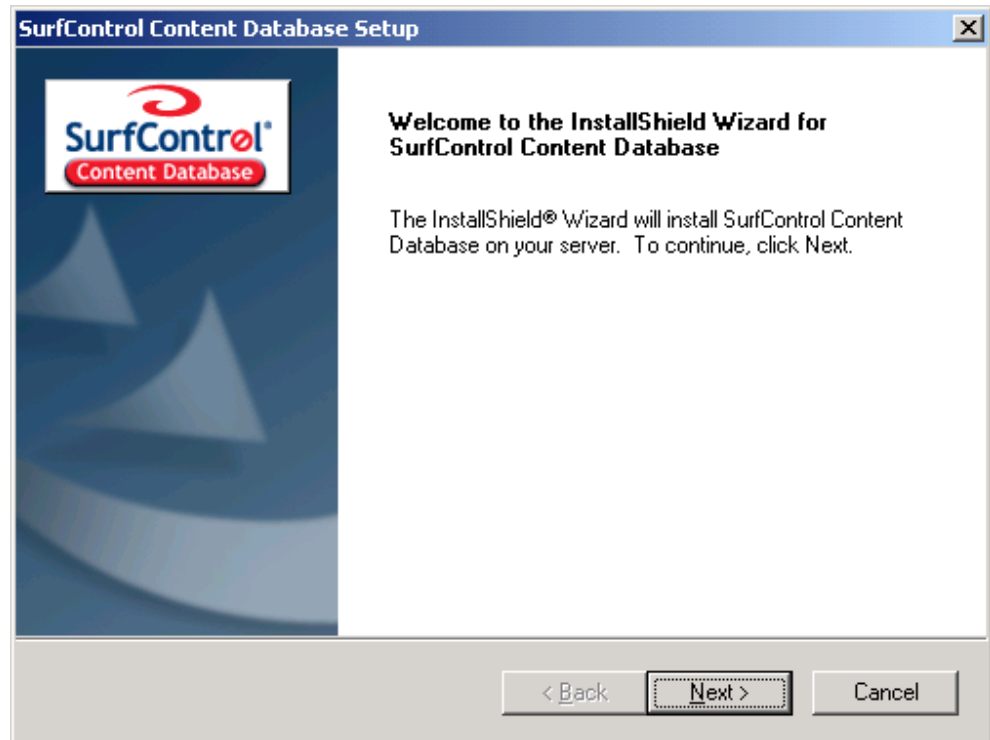 SurfControl Content Database Setup
SurfControl®
Content Database
Welcome to the InstallShield Wizard for
SurfControl Content Database
The InstallShield® Wizard will install SurfControl Content
Database on your server. To continue, click Next.
< Back
Next >
Cancel